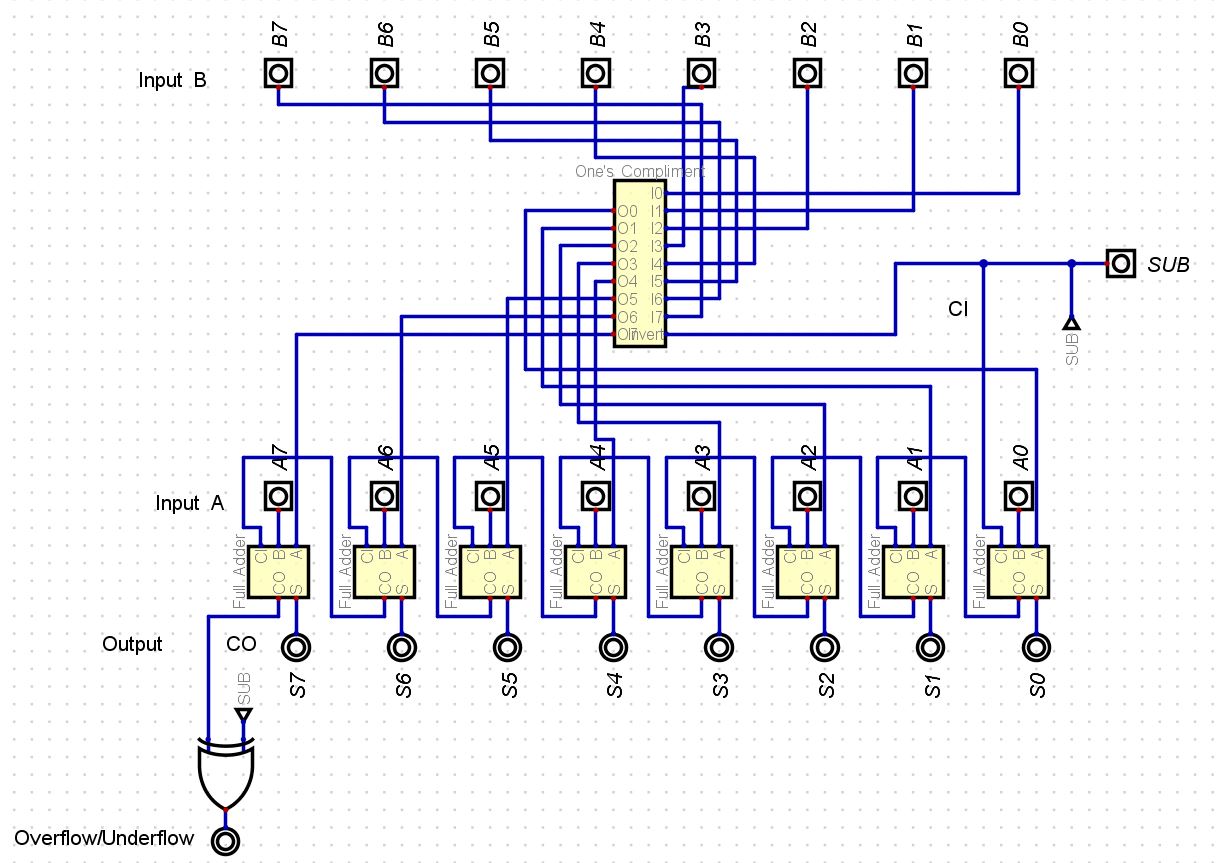 B7 B6 B5 B4 B3 B2 B1 B0
Input B
One's Compliment
I0
O0 I1
O1 I2
O2 I3
O3 I4
O4 I5
O5 I6
O6 I7
O7 Invert
SUB
CI
SUB
A7 A6 A5 A4 A3 A2 A1 A0
Input A
Full Adder CI B A CO S
Full Adder CI B A CO S
Full Adder CI B A CO S
Full Adder CI B A CO S
Full Adder CI B A CO S
Full Adder CI B A CO S
Full Adder CI B A CO S
Full Adder CI B A CO S
Output CO
S7 S6 S5 S4 S3 S2 S1 S0
SUB
Overflow/Underflow